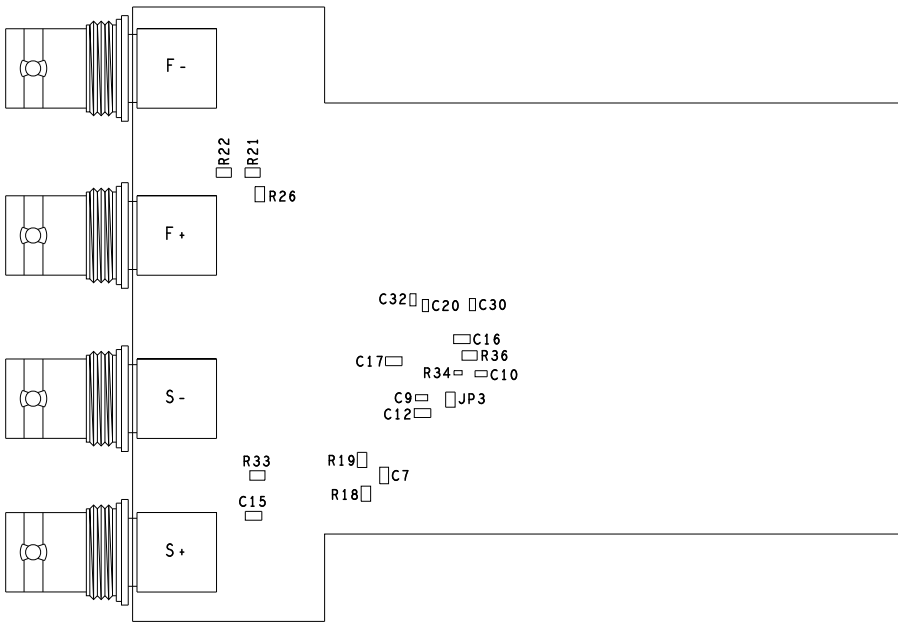 F-
R22
R21
R26
F+
C32
C20
C30
C16
R36
C17
R34
C10
C9
JP3
C12
S-
R33
R19
C7
R18
C15
S+